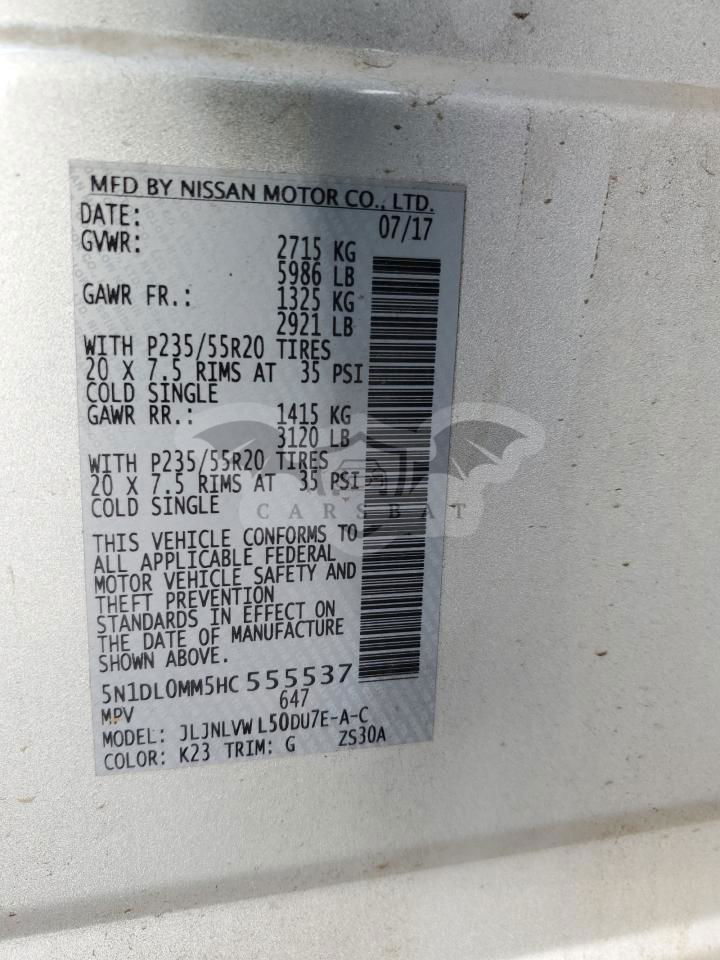 MFD BY NISSAN MOTOR CO., LTD.
DATE: 07/17
GVWR: 2715 KG
5986 LB
GAWR FR.: 1325 KG
2921 LB
WITH P235/55R20 TIRES
20 X 7.5 RIMS AT 35 PSI
COLD SINGLE
GAWR RR.: 1415 KG
3120 LB
WITH P235/55R20 TIRES
20 X 7.5 RIMS AT 35 PSI
COLD SINGLE
CARSBAT
THIS VEHICLE CONFORMS TO
ALL APPLICABLE FEDERAL
MOTOR VEHICLE SAFETY AND
THEFT PREVENTION
STANDARDS IN EFFECT ON
THE DATE OF MANUFACTURE
SHOWN ABOVE.
5N1DL0MM5HC 555537
MPV 647
MODEL: JLJNLVWL50DU7E-A-C
COLOR: K23 TRIM: G ZS30A